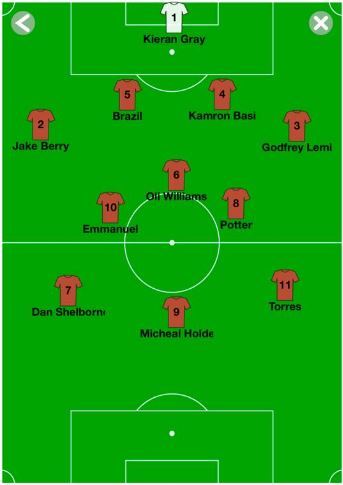 1
Kieran Gray
5
Brazil
4
Kamron Basi
2
Jake Berry
3
Godfrey Lemi
6
Oli Williams
10
Emmanuel
8
Potter
7
Dan Shelborn
11
Torres
9
Micheal Holde